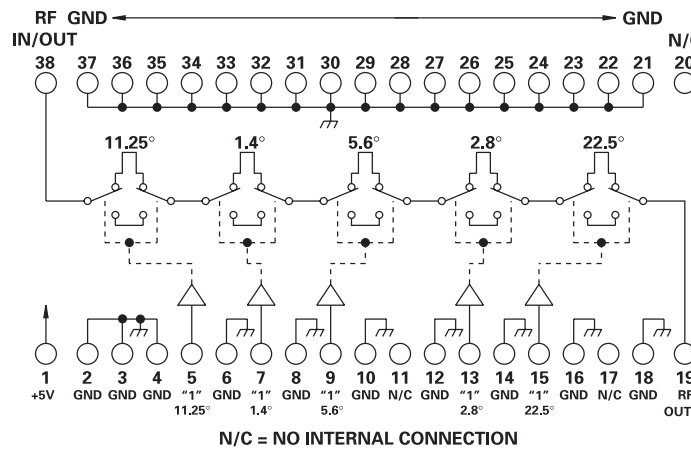 RF GND GND
IN/OUT N/C
38 37 36 35 34 33 32 31 30 29 28 27 26 25 24 23 22 21 20
11.25° 1.4° 5.6° 2.8° 22.5°
1 2 3 4 5 6 7 8 9 10 11 12 13 14 15 16 17 18 19
+5V GND GND GND "1" GND "1" GND "1" GND N/C GND "1" GND "1" GND N/C GND RF
11.25° 1.4° 5.6° 2.8° 22.5° OUT/
N/C = NO INTERNAL CONNECTION